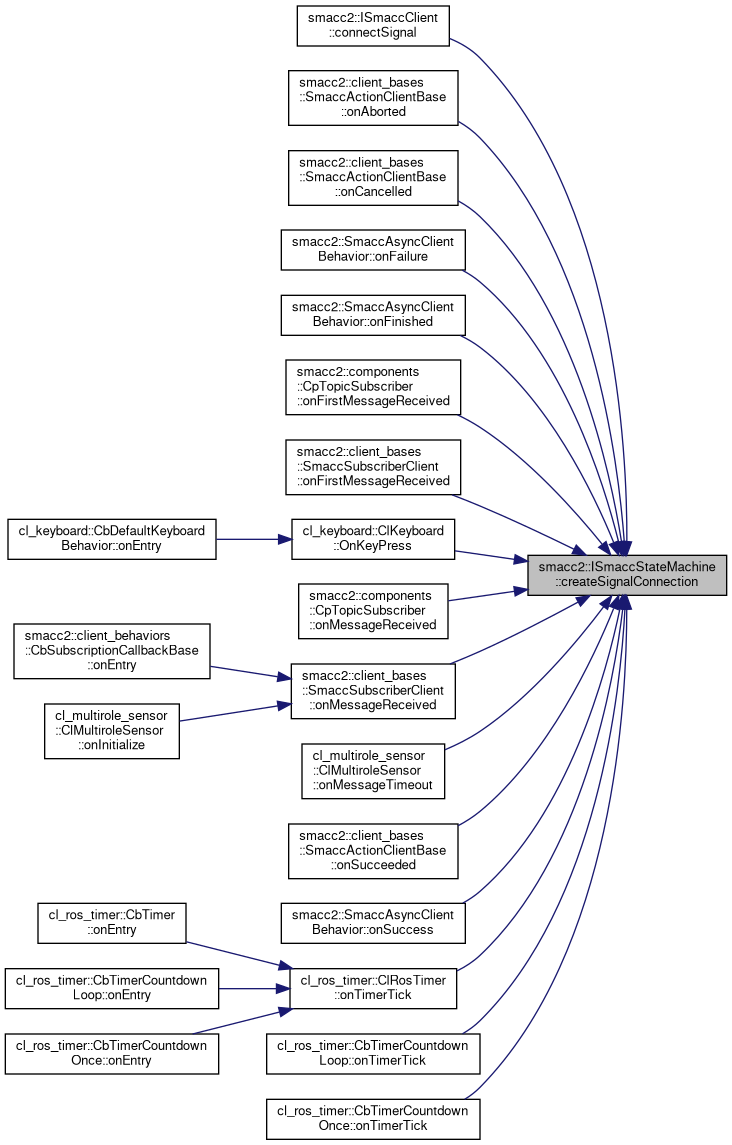 smacc2::ISmaccClient
::connectSignal
smacc2::client_bases
::SmaccActionClientBase
::onAborted
smacc2::client_bases
::SmaccActionClientBase
::onCancelled
smacc2::SmaccAsyncClient
Behavior::onFailure
smacc2::SmaccAsyncClient
Behavior::onFinished
smacc2::components
::CpTopicSubscriber
::onFirstMessageReceived
smacc2::client_bases
::SmaccSubscriberClient
::onFirstMessageReceived
cl_keyboard::CbDefaultKeyboard
Behavior::onEntry
cl_keyboard::ClKeyboard
::OnKeyPress
smacc2::ISmaccStateMachine
::createSignalConnection
smacc2::components
::CpTopicSubscriber
::onMessageReceived
smacc2::client_behaviors
::CbSubscriptionCallbackBase
::onEntry
smacc2::client_bases
::SmaccSubscriberClient
::onMessageReceived
cl_multirole_sensor
::ClMultiroleSensor
::onInitialize
cl_multirole_sensor
::ClMultiroleSensor
::onMessageTimeout
smacc2::client_bases
::SmaccActionClientBase
::onSucceeded
cl_ros_timer::CbTimer
::onEntry
smacc2::SmaccAsyncClient
Behavior::onSuccess
cl_ros_timer::CbTimerCountdown
Loop::onEntry
cl_ros_timer::ClRosTimer
::onTimerTick
cl_ros_timer::CbTimerCountdown
Once::onEntry
cl_ros_timer::CbTimerCountdown
Loop::onTimerTick
cl_ros_timer::CbTimerCountdown
Once::onTimerTick